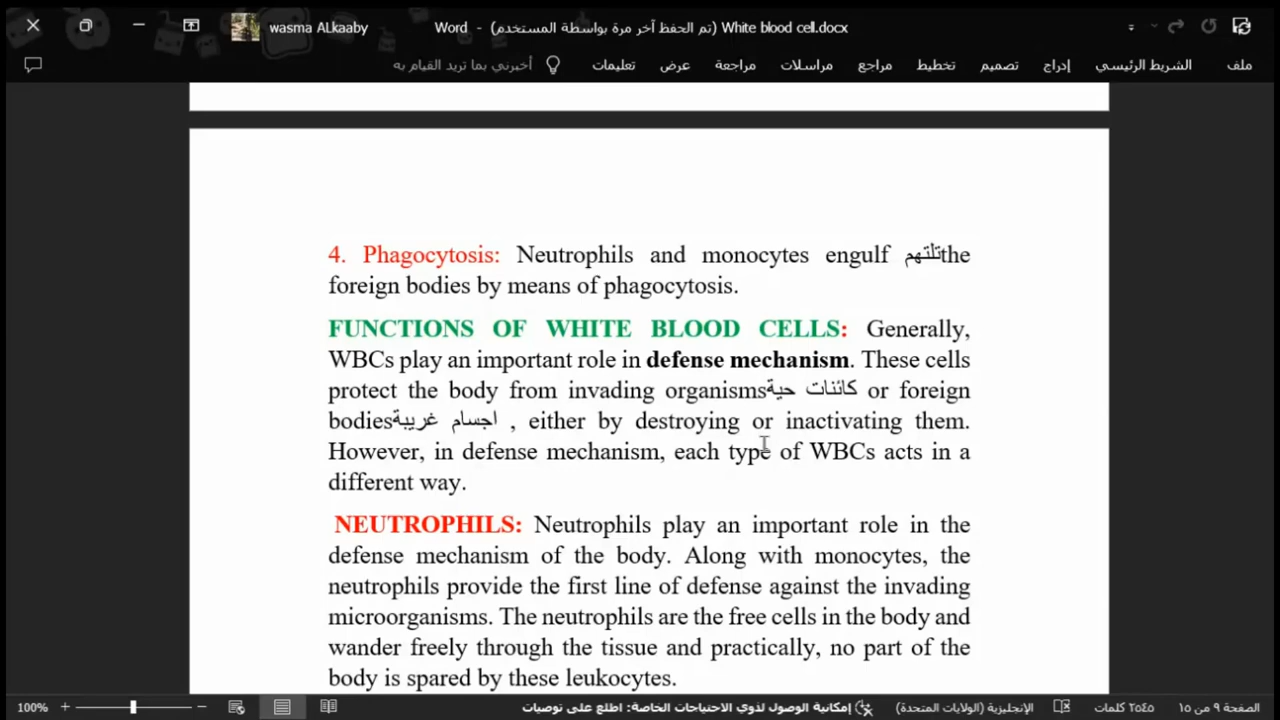 wasma ALkaaby
White blood cell.docx (تم الحفظ آخر مرة بواسطة المستخدم) - Word
ملف الشريط الرئيسي إدراج تصميم تخطيط مراجع مراسلات مراجعة عرض تعليمات أخبرني بما تريد القيام به
4. Phagocytosis: Neutrophils and monocytes engulf تلتهمthe
foreign bodies by means of phagocytosis.
FUNCTIONS OF WHITE BLOOD CELLS: Generally,
WBCs play an important role in defense mechanism. These cells
protect the body from invading organismsكائنات حية or foreign
bodiesاجسام غريبة , either by destroying or inactivating them.
However, in defense mechanism, each type of WBCs acts in a
different way.
NEUTROPHILS: Neutrophils play an important role in the
defense mechanism of the body. Along with monocytes, the
neutrophils provide the first line of defense against the invading
microorganisms. The neutrophils are the free cells in the body and
wander freely through the tissue and practically, no part of the
body is spared by these leukocytes.
الصفحة ٩ من ١٥ ٢٥٤٥ كلمات الإنجليزية (الولايات المتحدة) إمكانية الوصول لذوي الاحتياجات الخاصة: اطلع على توصيات 100%